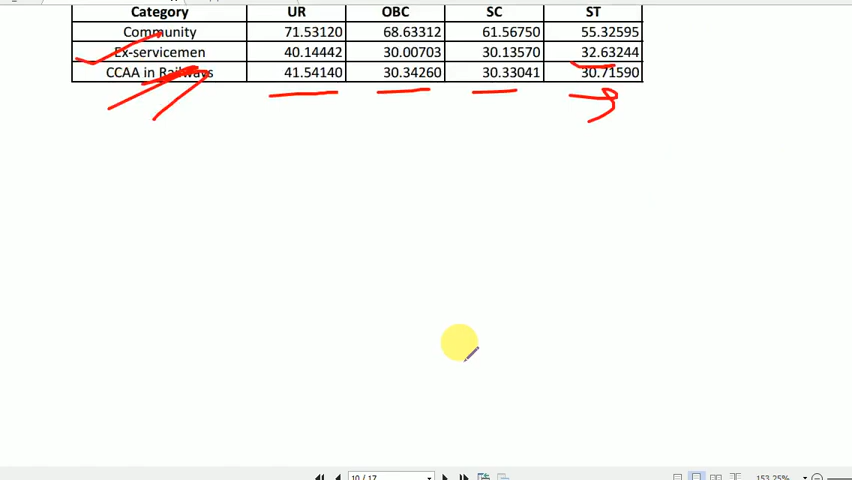 Category UR OBC SC ST
Community 71.53120 68.63312 61.56750 55.32595
Ex-servicemen 40.14442 30.00703 30.13570 32.63244
CCAA in Railways 41.54140 30.34260 30.33041 30.71590
10 / 17 153.25%